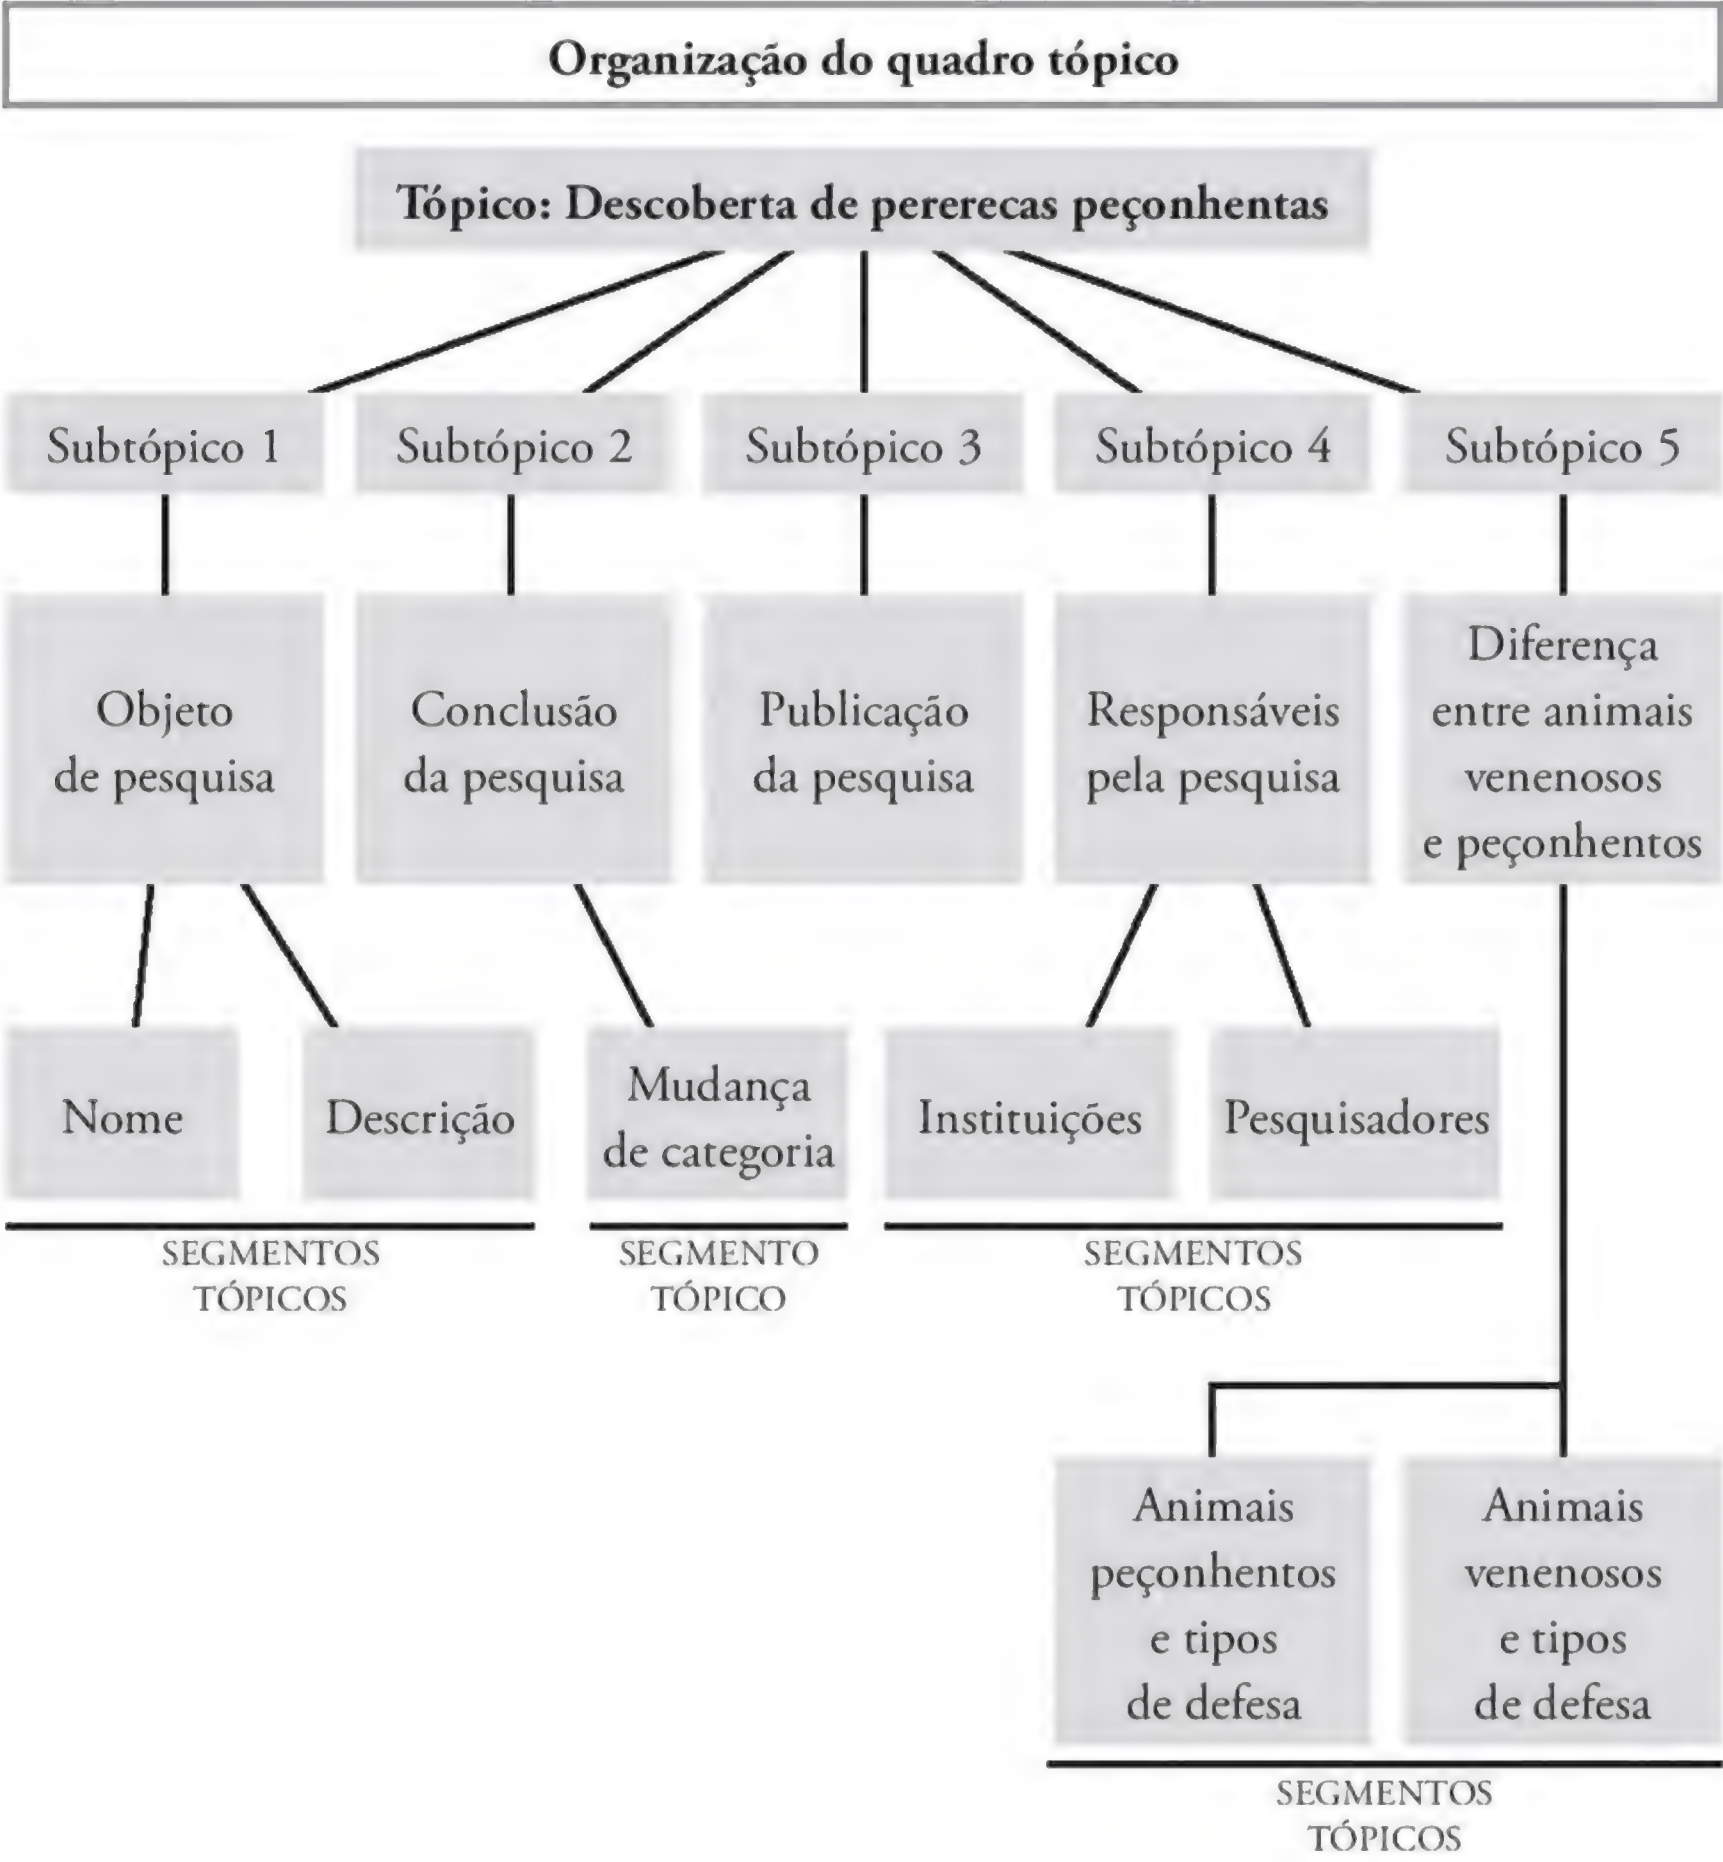 Organização do quadro tópico
Tópico: Descoberta de pererecas peçonhentas
Subtópico 1
Subtópico 2
Subtópico 3
Subtópico 4
Subtópico 5
Objeto
de pesquisa
Conclusão
da pesquisa
Publicação
da pesquisa
Responsáveis
pela pesquisa
Diferença
entre animais
venenosos
e peçonhentos
Nome
Descrição
Mudança
de categoria
Instituições
Pesquisadores
SEGMENTOS
TÓPICOS
SEGMENTO
TÓPICO
SEGMENTOS
TÓPICOS
Animais
peçonhentos
e tipos
de defesa
Animais
venenosos
e tipos
de defesa
SEGMENTOS
TÓPICOS